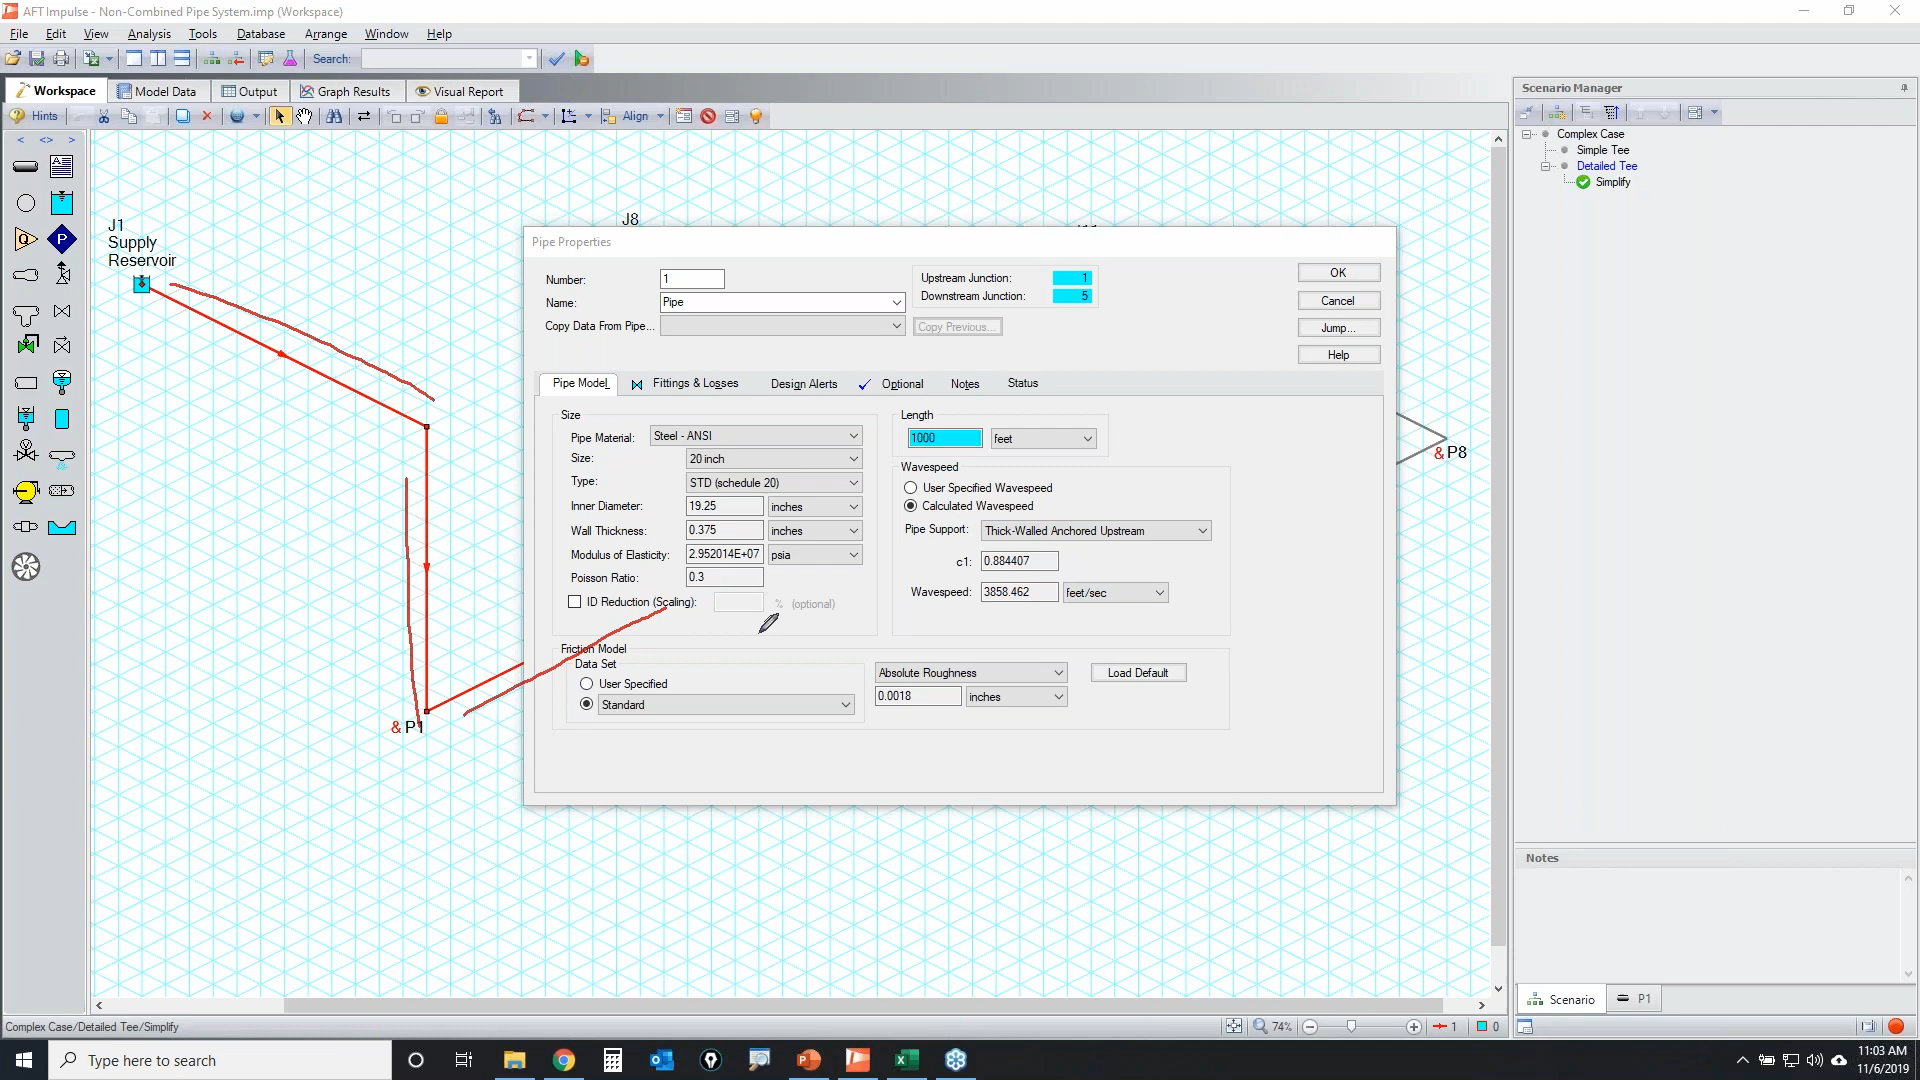 AFT Impulse - Non-Combined Pipe System.imp (Workspace)
File Edit View Analysis Tools Database Arrange Window Help
Search:
Workspace Model Data Output Graph Results Visual Report
Hints Align
< <> >
J1
Supply
Reservoir
J8
& P1
& P8
Pipe Properties
Number: 1
Name: Pipe
Copy Data From Pipe... Copy Previous...
Upstream Junction: 1
Downstream Junction: 5
OK
Cancel
Jump...
Help
Pipe Model Fittings & Losses Design Alerts Optional Notes Status
Size
Pipe Material: Steel - ANSI
Size: 20 inch
Type: STD (schedule 20)
Inner Diameter: 19.25 inches
Wall Thickness: 0.375 inches
Modulus of Elasticity: 2.952014E+07 psia
Poisson Ratio: 0.3
ID Reduction (Scaling): % (optional)
Length
1000 feet
Wavespeed
User Specified Wavespeed
Calculated Wavespeed
Pipe Support: Thick-Walled Anchored Upstream
c1: 0.884407
Wavespeed: 3858.462 feet/sec
Friction Model
Data Set
User Specified
Standard
Absolute Roughness Load Default
0.0018 inches
Scenario Manager
Complex Case
Simple Tee
Detailed Tee
Simplify
Notes
Scenario P1
Complex Case/Detailed Tee/Simplify
74% 1 0
Type here to search
11:03 AM
11/6/2019